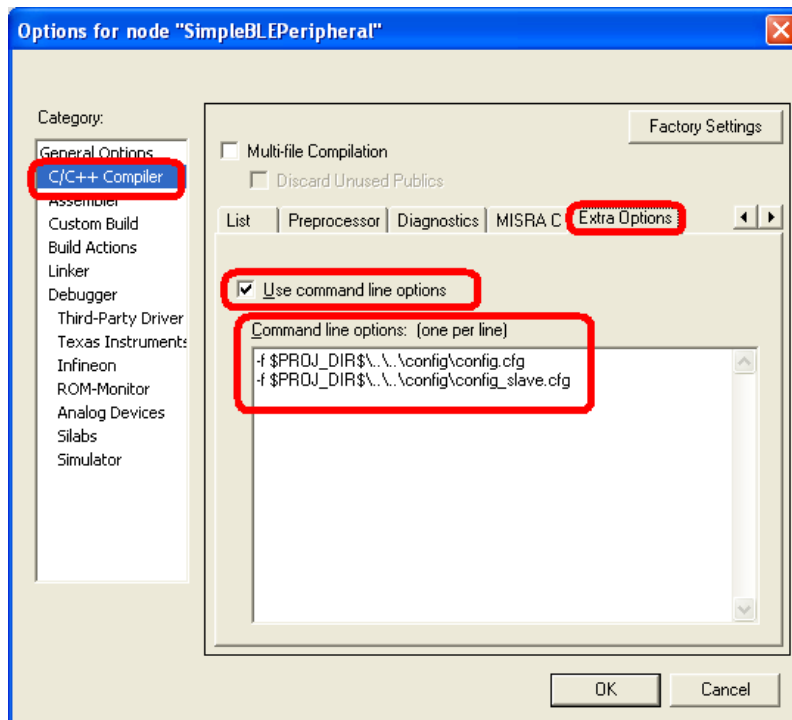 Options for node "SimpleBLEPeripheral"
Category:
Factory Settings
General Options
C/C++ Compiler
Assembler
Custom Build
Build Actions
Linker
Debugger
Third-Party Driver
Texas Instruments
Infineon
ROM-Monitor
Analog Devices
Silabs
Simulator
Multi-file Compilation
Discard Unused Publics
List Preprocessor Diagnostics MISRA C Extra Options
Use command line options
Command line options: (one per line)
-f $PROJ_DIR$\..\..\config\config.cfg
-f $PROJ_DIR$\..\..\config\config_slave.cfg
OK Cancel